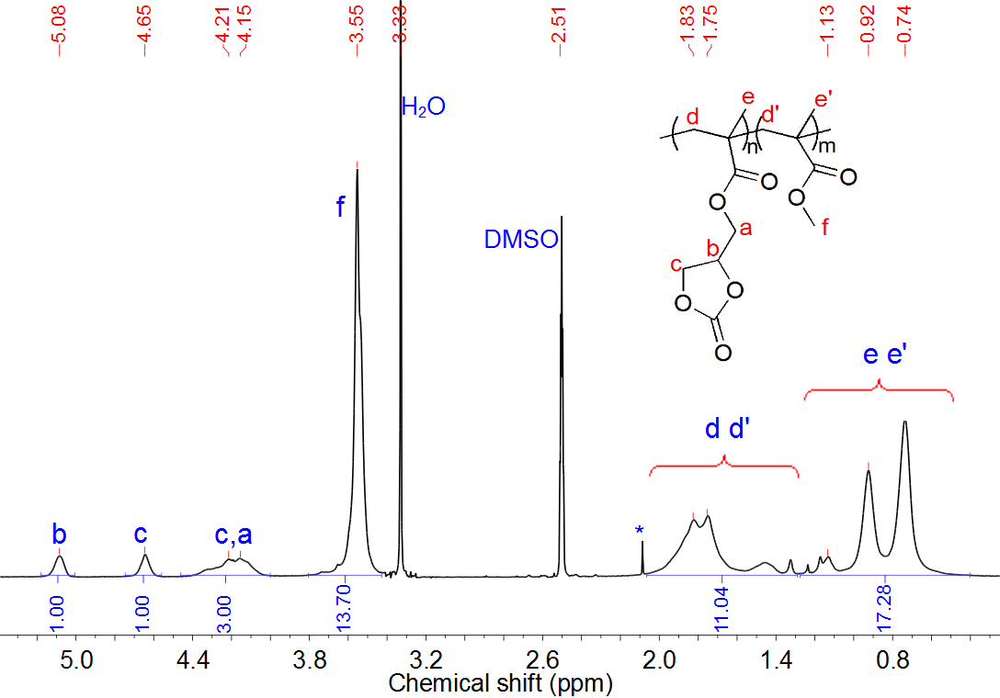 5.08
4.65
4.21
4.15
3.55
3.33
2.51
1.83
1.75
1.13
0.92
0.74
H₂O
f
DMSO
d
e
d'
e'
n
m
O
O
O
O
a
f
b
c
O
O
O
e e'
d d'
b
c
c,a
*
1.00
1.00
3.00
13.70
11.04
17.28
5.0 4.4 3.8 3.2 2.6 2.0 1.4 0.8
Chemical shift (ppm)